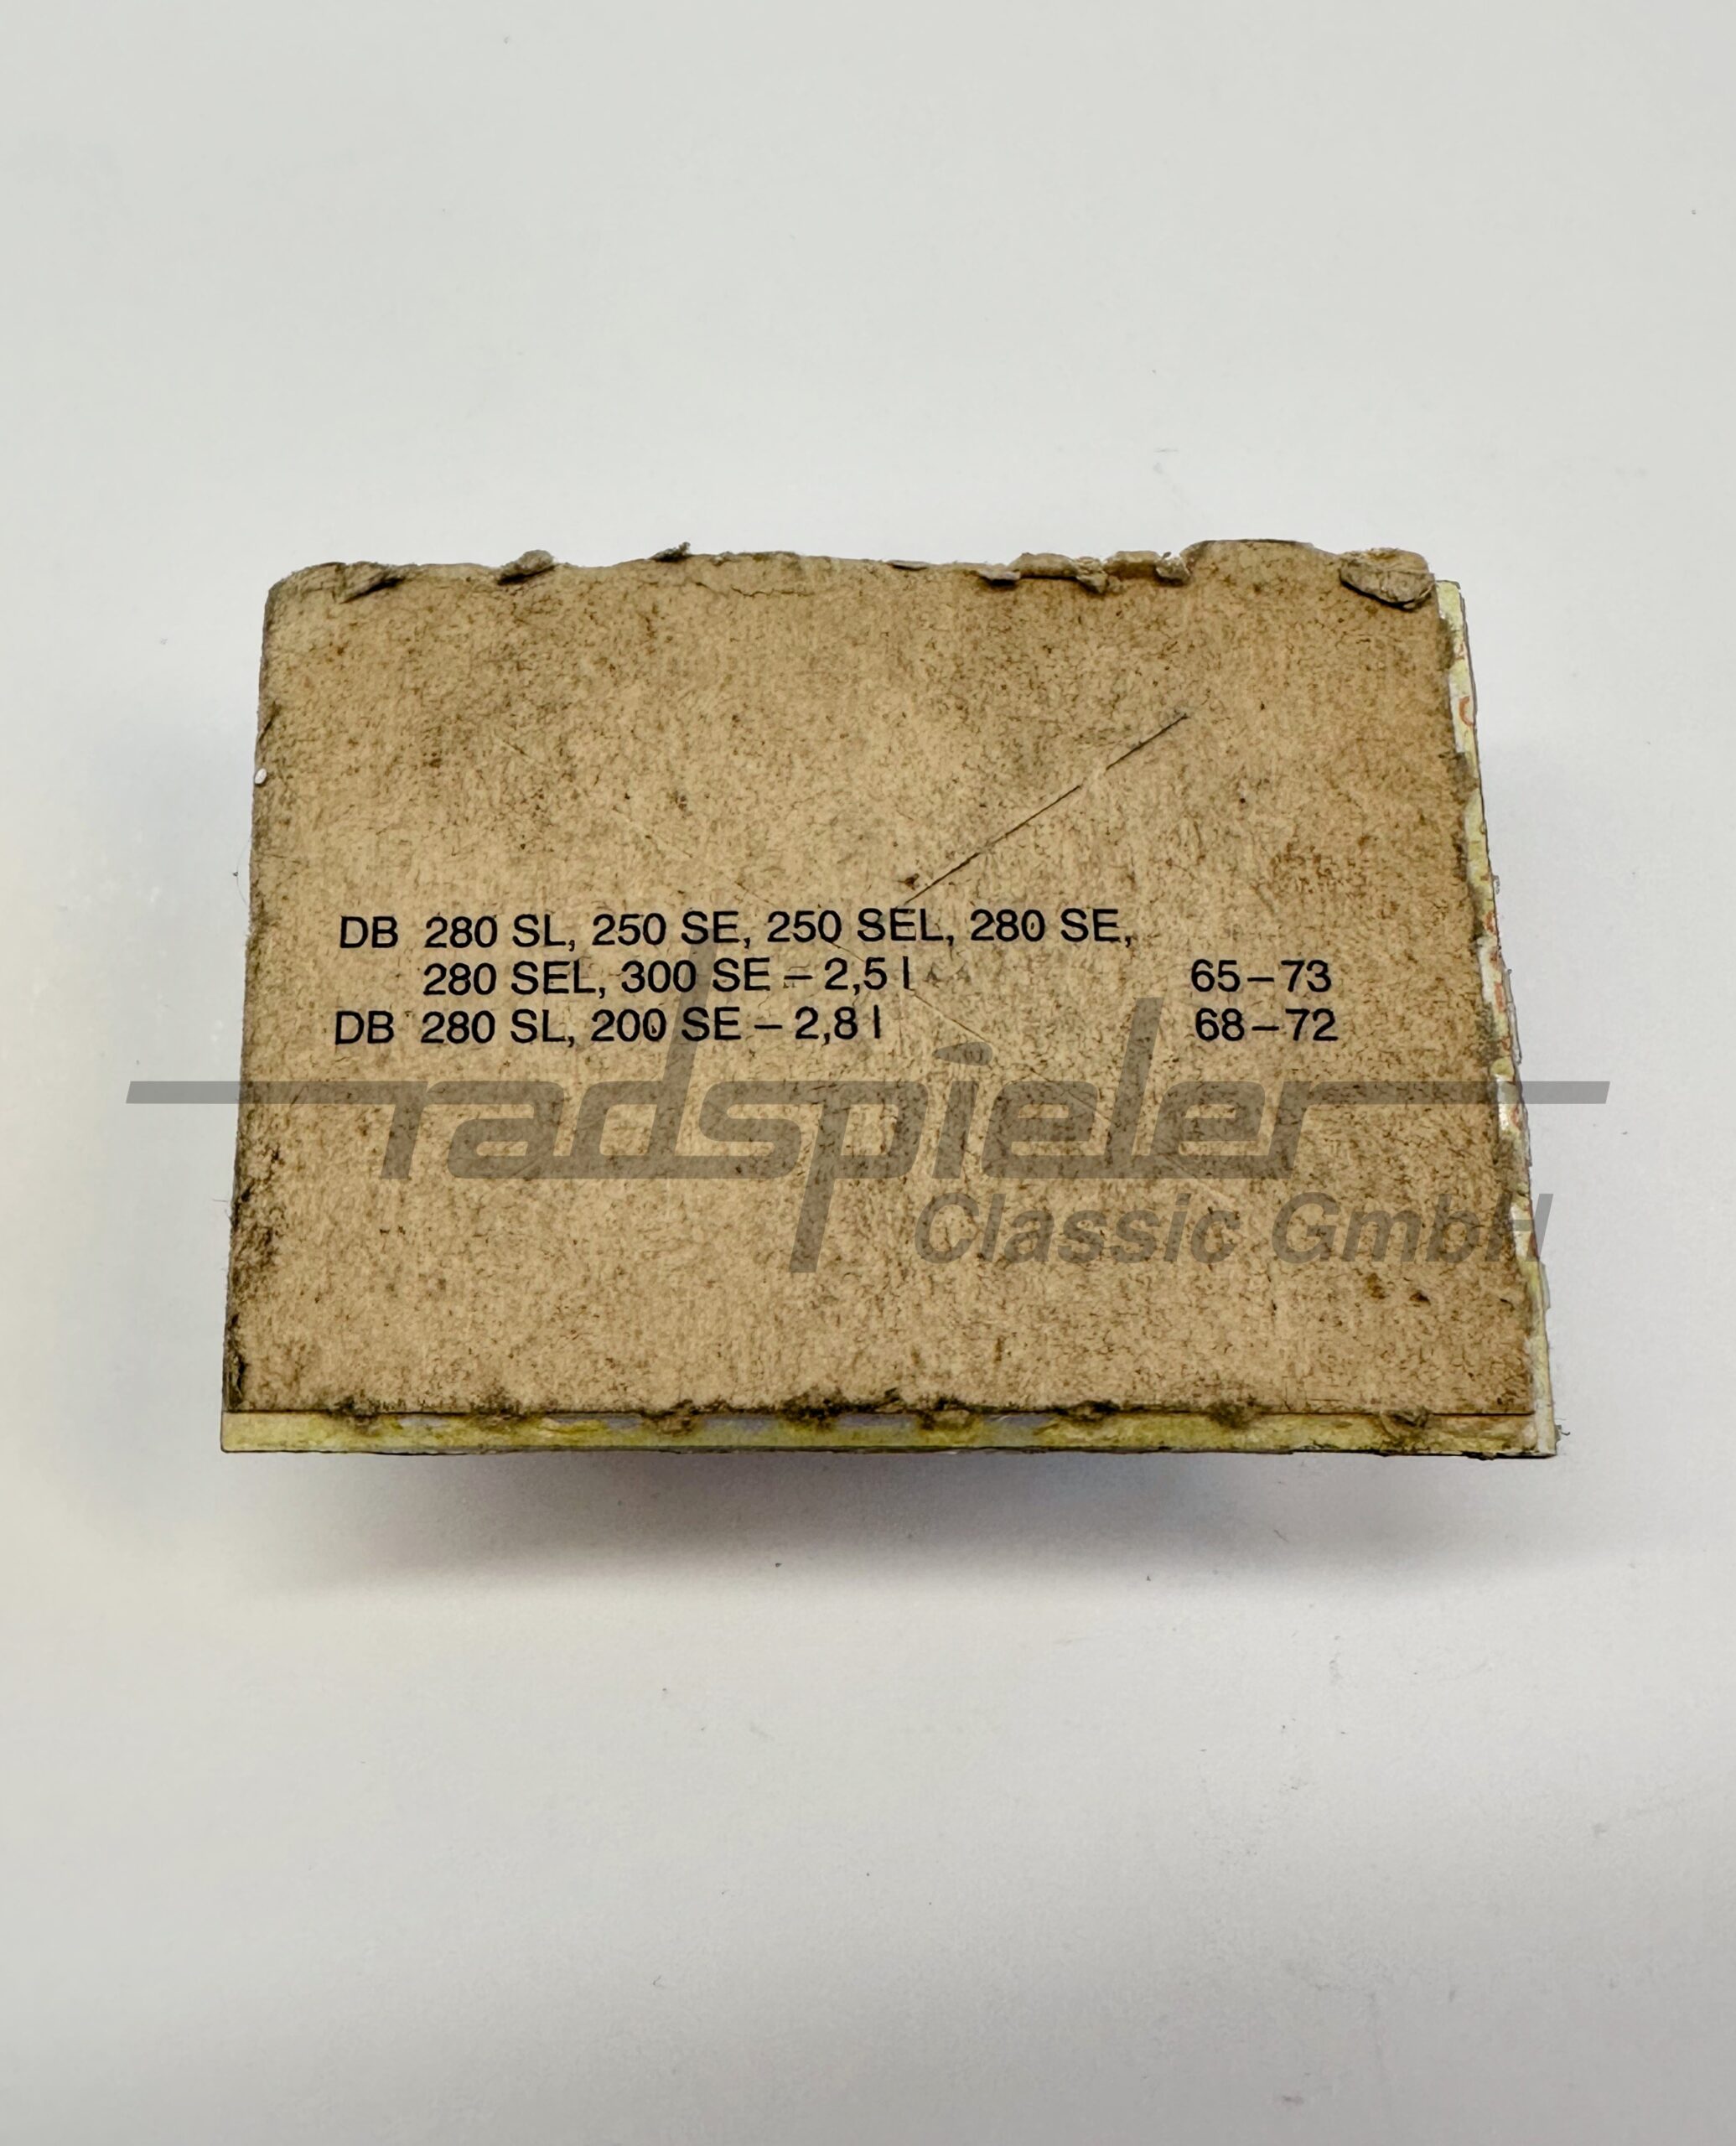 DB 280 SL, 250 SE, 250 SEL, 280 SE,
280 SEL, 300 SE – 2,5 l 65–73
DB 280 SL, 200 SE – 2,8 l 68–72
radspieler
Classic GmbH